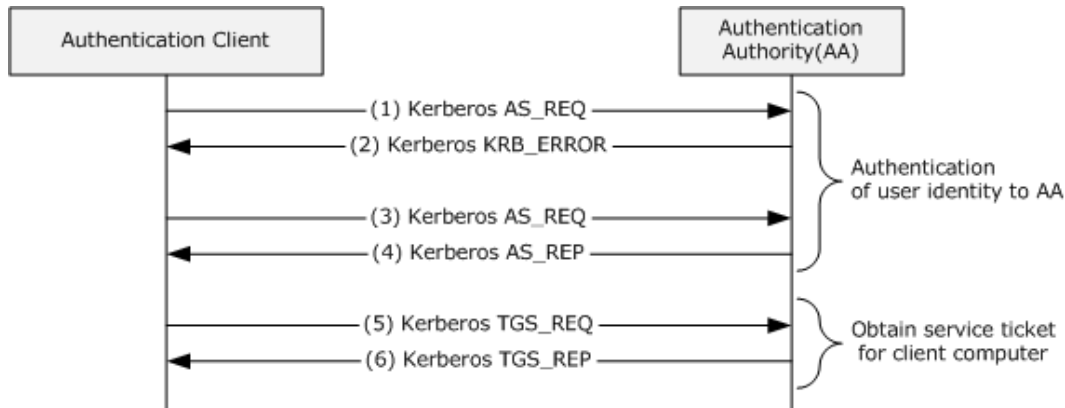 Authentication Client
Authentication
Authority(AA)
(1) Kerberos AS_REQ
(2) Kerberos KRB_ERROR
Authentication
of user identity to AA
(3) Kerberos AS_REQ
(4) Kerberos AS_REP
(5) Kerberos TGS_REQ
(6) Kerberos TGS_REP
Obtain service ticket
for client computer